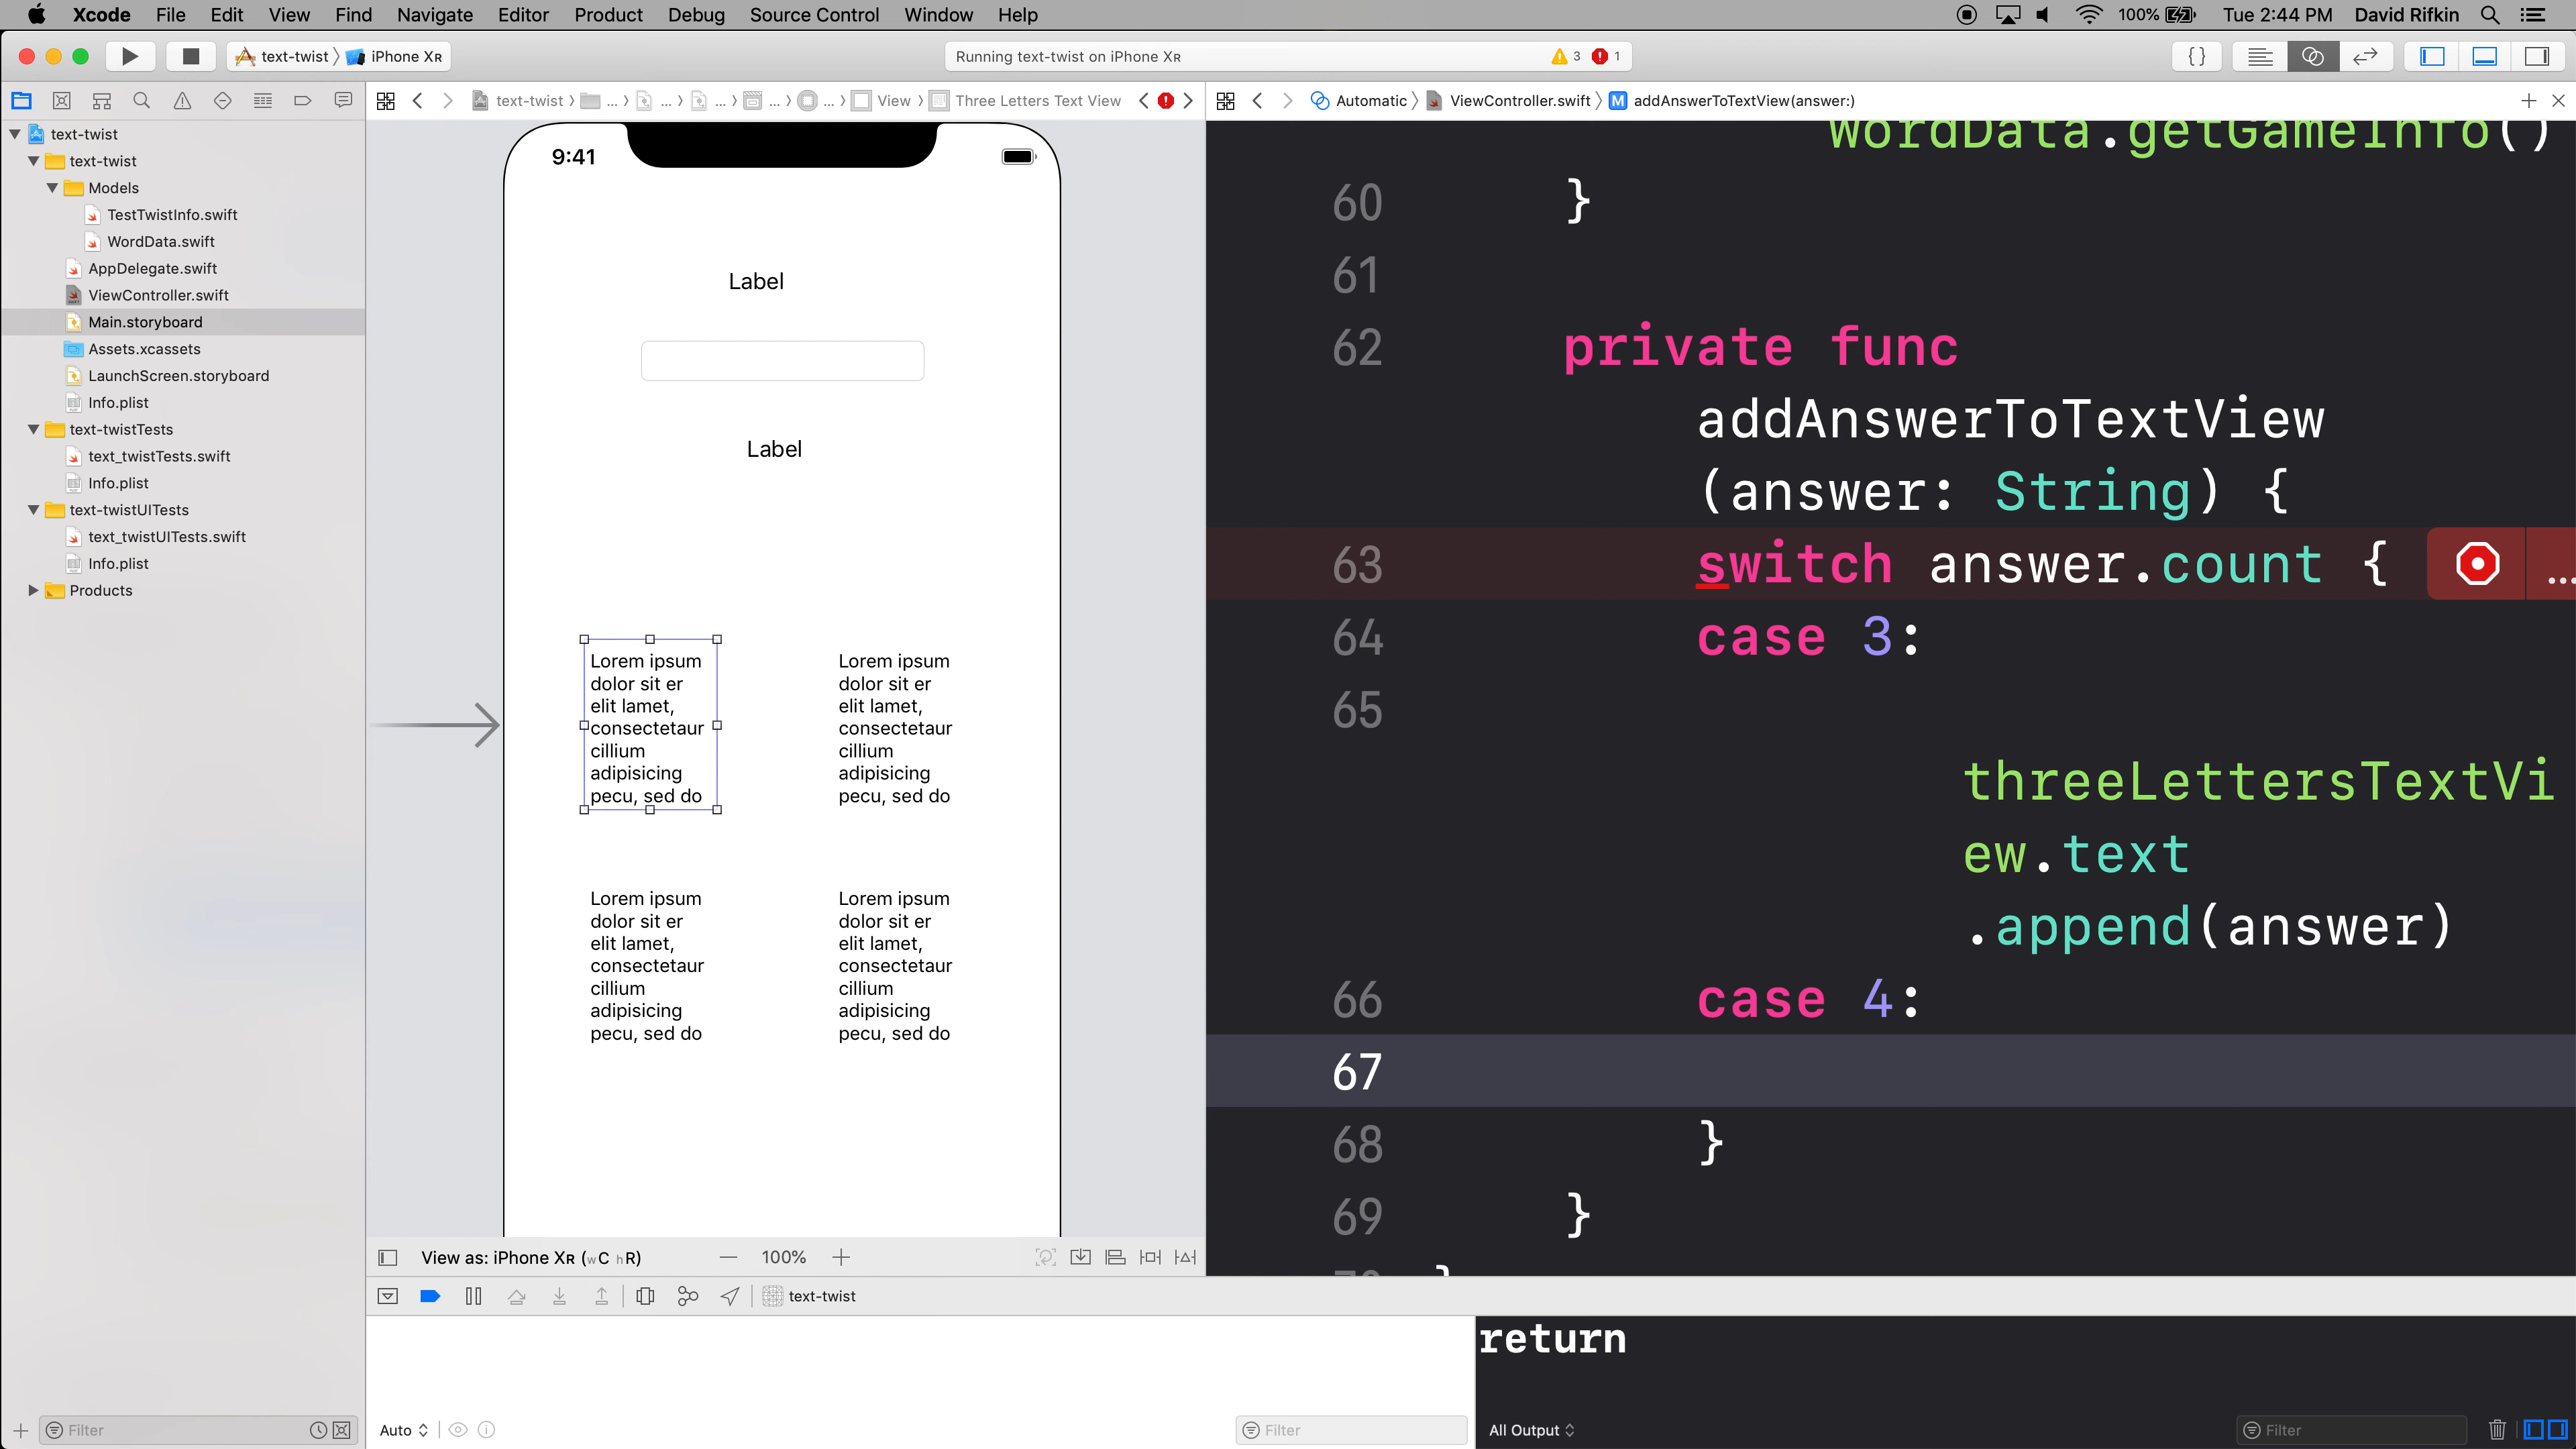 Xcode File Edit View Find Navigate Editor Product Debug Source Control Window Help
100% Tue 2:44 PM David Rifkin
text-twist iPhone XR
Running text-twist on iPhone XR 3 1
text-twist ... ... ... ... ... View Three Letters Text View
Automatic ViewController.swift M addAnswerToTextView(answer:)
text-twist
text-twist
Models
TestTwistInfo.swift
WordData.swift
AppDelegate.swift
ViewController.swift
Main.storyboard
Assets.xcassets
LaunchScreen.storyboard
Info.plist
text-twistTests
text_twistTests.swift
Info.plist
text-twistUITests
text_twistUITests.swift
Info.plist
Products
Filter
9:41
Label
Label
Lorem ipsum
dolor sit er
elit lamet,
consectetaur
cillium
adipisicing
pecu, sed do
Lorem ipsum
dolor sit er
elit lamet,
consectetaur
cillium
adipisicing
pecu, sed do
Lorem ipsum
dolor sit er
elit lamet,
consectetaur
cillium
adipisicing
pecu, sed do
Lorem ipsum
dolor sit er
elit lamet,
consectetaur
cillium
adipisicing
pecu, sed do
View as: iPhone XR (wC hR) — 100% +
WordData.getGameInfo()
60 }
61
62 private func
addAnswerToTextView
(answer: String) {
63 switch answer.count { ...
64 case 3:
65
threeLettersTextVi
ew.text
.append(answer)
66 case 4:
67
68 }
69 }
70 }
text-twist
Auto
Filter
return
All Output
Filter